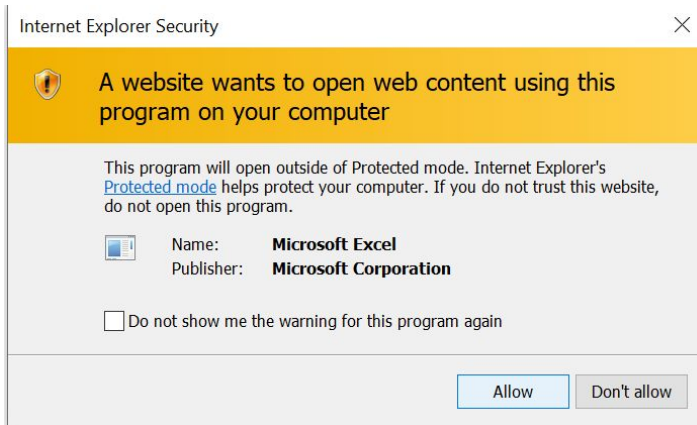 Internet Explorer Security
A website wants to open web content using this
program on your computer
This program will open outside of Protected mode. Internet Explorer's
Protected mode helps protect your computer. If you do not trust this website,
do not open this program.
Name: Microsoft Excel
Publisher: Microsoft Corporation
Do not show me the warning for this program again
Allow Don't allow